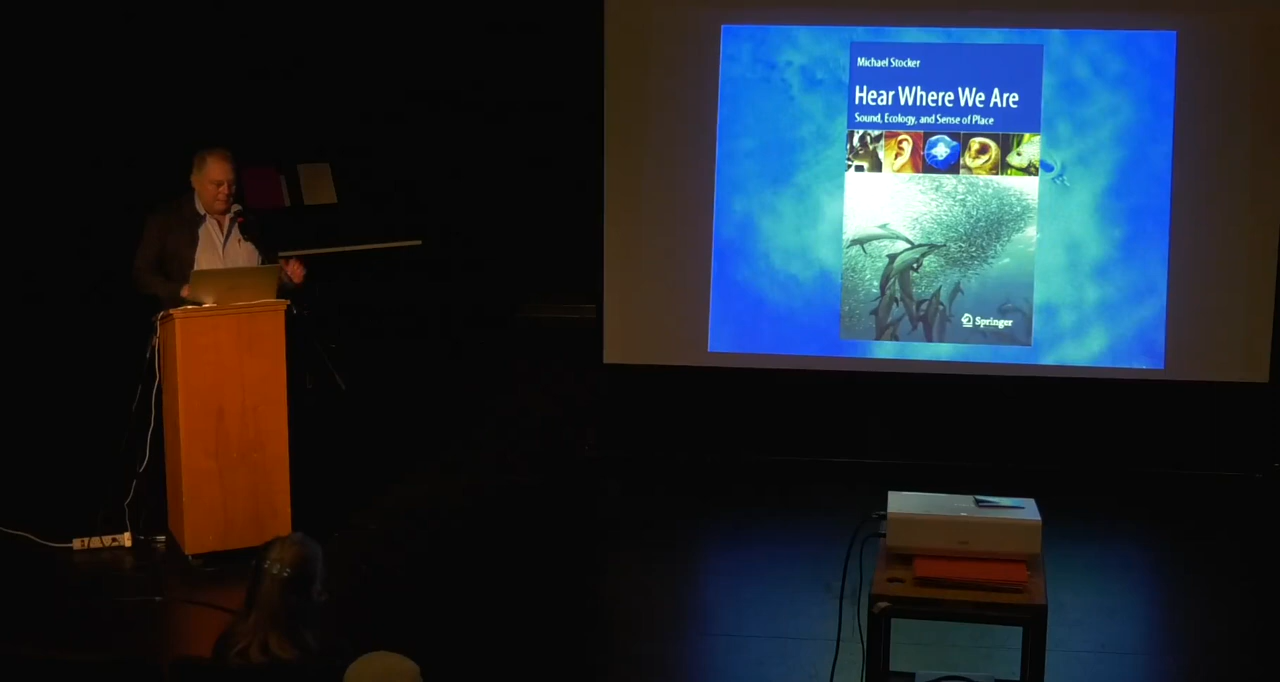 Michael Stocker
Hear Where We Are
Sound, Ecology, and Sense of Place
Springer